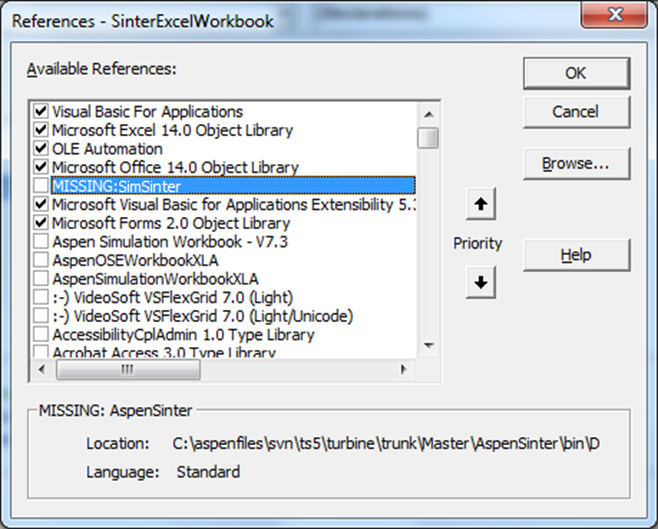 References - SinterExcelWorkbook
Available References:
Visual Basic For Applications
Microsoft Excel 14.0 Object Library
OLE Automation
Microsoft Office 14.0 Object Library
MISSING:SimSinter
Microsoft Visual Basic for Applications Extensibility 5.3
Microsoft Forms 2.0 Object Library
Aspen Simulation Workbook - V7.3
AspenOSEWorkbookXLA
AspenSimulationWorkbookXLA
:-) VideoSoft VSFlexGrid 7.0 (Light)
:-) VideoSoft VSFlexGrid 7.0 (Light/Unicode)
AccessibilityCplAdmin 1.0 Type Library
Acrobat Access 3.0 Type Library
OK
Cancel
Browse...
Priority
Help
MISSING: AspenSinter
Location: C:\aspenfiles\svn\ts5\turbine\trunk\Master\AspenSinter\bin\D
Language: Standard